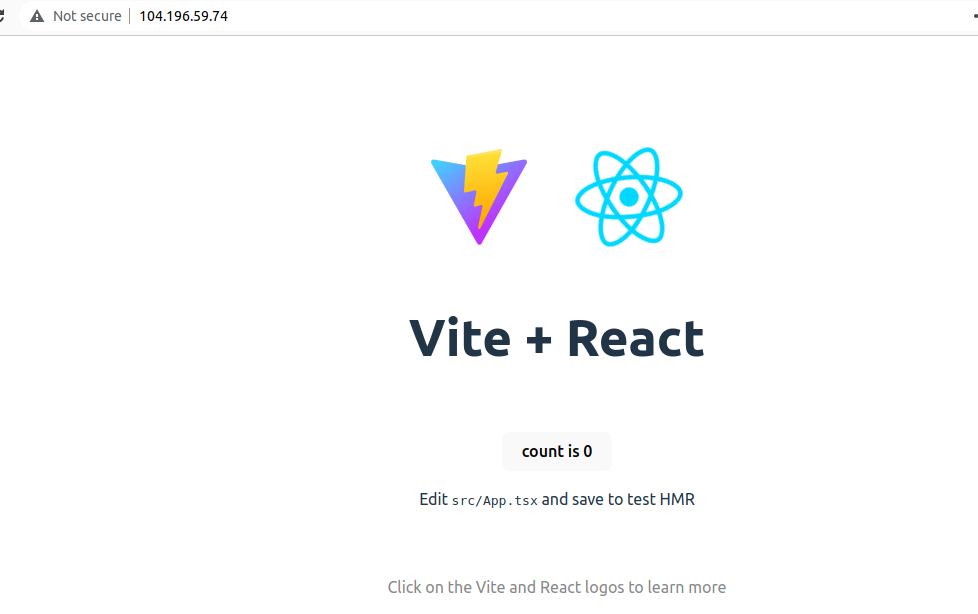 Not secure 104.196.59.74
Vite + React
count is 0
Edit src/App.tsx and save to test HMR
Click on the Vite and React logos to learn more